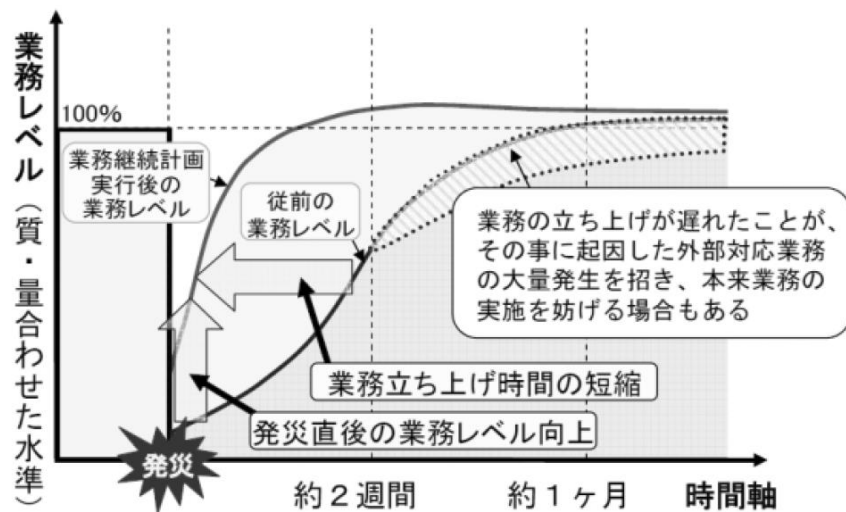 業務レベル（質・量合わせた水準）
100%
業務継続計画
実行後の
業務レベル
従前の
業務レベル
業務の立ち上げが遅れたことが、
その事に起因した外部対応業務
の大量発生を招き、本来業務の
実施を妨げる場合もある
業務立ち上げ時間の短縮
発災直後の業務レベル向上
発災
約２週間
約１ヶ月
時間軸